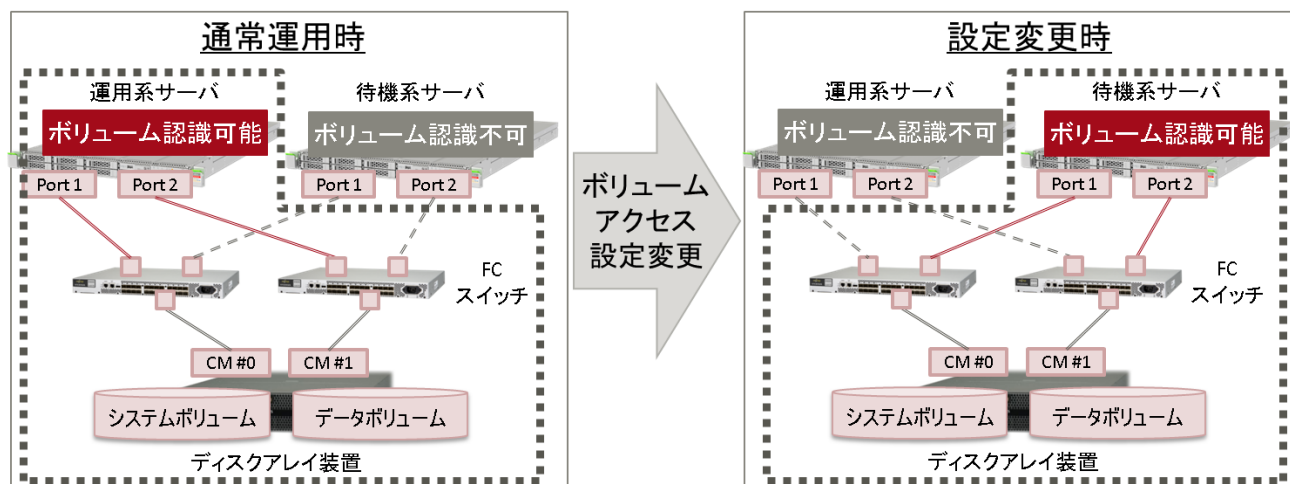 通常運用時
運用系サーバ
待機系サーバ
ボリューム認識可能
ボリューム認識不可
Port 1
Port 2
Port 1
Port 2
FC
スイッチ
CM #0
CM #1
システムボリューム
データボリューム
ディスクアレイ装置
ボリューム
アクセス
設定変更
設定変更時
運用系サーバ
待機系サーバ
ボリューム認識不可
ボリューム認識可能
Port 1
Port 2
Port 1
Port 2
FC
スイッチ
CM #0
CM #1
システムボリューム
データボリューム
ディスクアレイ装置